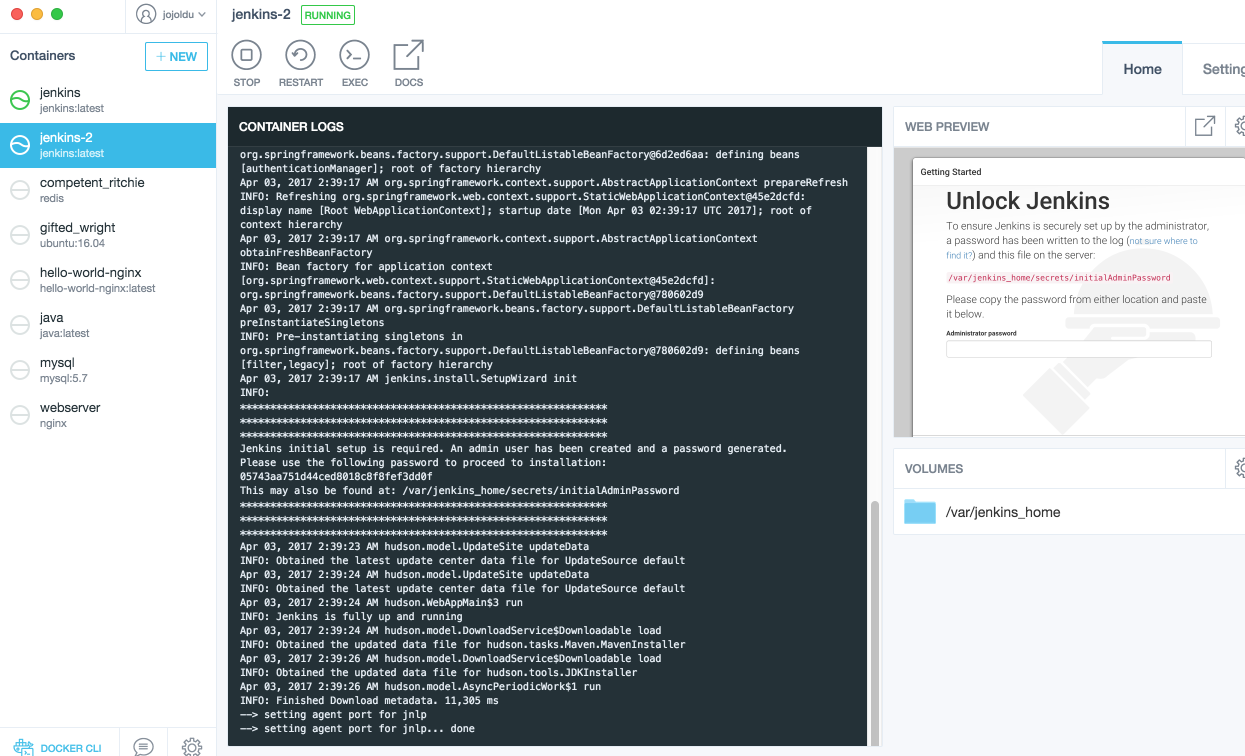 jojoldu
jenkins-2 RUNNING
Containers
+ NEW
STOP
RESTART
EXEC
DOCS
Home
Setting
jenkins
jenkins:latest
jenkins-2
jenkins:latest
competent_ritchie
redis
gifted_wright
ubuntu:16.04
hello-world-nginx
hello-world-nginx:latest
java
java:latest
mysql
mysql:5.7
webserver
nginx
DOCKER CLI
CONTAINER LOGS
org.springframework.beans.factory.support.DefaultListableBeanFactory@6d2ed6aa: defining beans
[authenticationManager]; root of factory hierarchy
Apr 03, 2017 2:39:17 AM org.springframework.context.support.AbstractApplicationContext prepareRefresh
INFO: Refreshing org.springframework.web.context.support.StaticWebApplicationContext@45e2dcfd:
display name [Root WebApplicationContext]; startup date [Mon Apr 03 02:39:17 UTC 2017]; root of
context hierarchy
Apr 03, 2017 2:39:17 AM org.springframework.context.support.AbstractApplicationContext
obtainFreshBeanFactory
INFO: Bean factory for application context
[org.springframework.web.context.support.StaticWebApplicationContext@45e2dcfd]:
org.springframework.beans.factory.support.DefaultListableBeanFactory@780602d9
Apr 03, 2017 2:39:17 AM org.springframework.beans.factory.support.DefaultListableBeanFactory
preInstantiateSingletons
INFO: Pre-instantiating singletons in
org.springframework.beans.factory.support.DefaultListableBeanFactory@780602d9: defining beans
[filter,legacy]; root of factory hierarchy
Apr 03, 2017 2:39:17 AM jenkins.install.SetupWizard init
INFO:
*************************************************************
*************************************************************
*************************************************************
Jenkins initial setup is required. An admin user has been created and a password generated.
Please use the following password to proceed to installation:
05743aa751d44ced8018c8f8fef3dd0f
This may also be found at: /var/jenkins_home/secrets/initialAdminPassword
*************************************************************
*************************************************************
*************************************************************
Apr 03, 2017 2:39:23 AM hudson.model.UpdateSite updateData
INFO: Obtained the latest update center data file for UpdateSource default
Apr 03, 2017 2:39:24 AM hudson.model.UpdateSite updateData
INFO: Obtained the latest update center data file for UpdateSource default
Apr 03, 2017 2:39:24 AM hudson.WebAppMain$3 run
INFO: Jenkins is fully up and running
Apr 03, 2017 2:39:24 AM hudson.model.DownloadService$Downloadable load
INFO: Obtained the updated data file for hudson.tasks.Maven.MavenInstaller
Apr 03, 2017 2:39:26 AM hudson.model.DownloadService$Downloadable load
INFO: Obtained the updated data file for hudson.tools.JDKInstaller
Apr 03, 2017 2:39:26 AM hudson.model.AsyncPeriodicWork$1 run
INFO: Finished Download metadata. 11,305 ms
--> setting agent port for jnlp
--> setting agent port for jnlp... done
WEB PREVIEW
Getting Started
Unlock Jenkins
To ensure Jenkins is securely set up by the administrator,
a password has been written to the log (not sure where to
find it?) and this file on the server:
/var/jenkins_home/secrets/initialAdminPassword
Please copy the password from either location and paste
it below.
Administrator password
VOLUMES
/var/jenkins_home